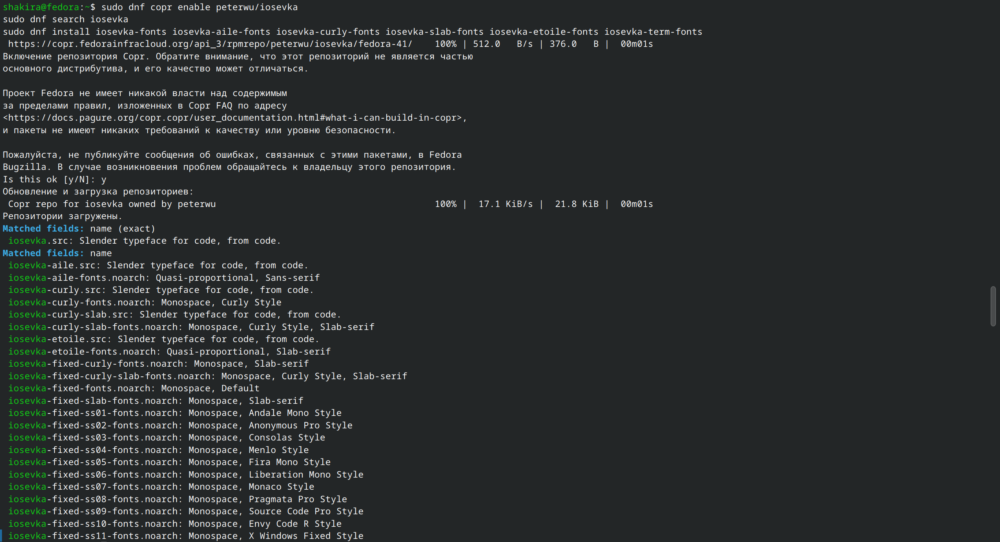 shakira@fedora:~$ sudo dnf copr enable peterwu/iosevka
sudo dnf search iosevka
sudo dnf install iosevka-fonts iosevka-aile-fonts iosevka-curly-fonts iosevka-slab-fonts iosevka-etoile-fonts iosevka-term-fonts
https://copr.fedorainfracloud.org/api_3/rpmrepo/peterwu/iosevka/fedora-41/    100% | 512.0   B/s | 376.0   B |  00m01s
Включение репозитория Copr. Обратите внимание, что этот репозиторий не является частью
основного дистрибутива, и его качество может отличаться.
Проект Fedora не имеет никакой власти над содержимым
за пределами правил, изложенных в Copr FAQ по адресу
<https://docs.pagure.org/copr.copr/user_documentation.html#what-i-can-build-in-copr>,
и пакеты не имеют никаких требований к качеству или уровню безопасности.
Пожалуйста, не публикуйте сообщения об ошибках, связанных с этими пакетами, в Fedora
Bugzilla. В случае возникновения проблем обращайтесь к владельцу этого репозитория.
Is this ok [y/N]: y
Обновление и загрузка репозиториев:
Copr repo for iosevka owned by peterwu    100% |  17.1 KiB/s |  21.8 KiB |  00m01s
Репозитории загружены.
Matched fields: name (exact)
iosevka.src: Slender typeface for code, from code.
Matched fields: name
iosevka-aile.src: Slender typeface for code, from code.
iosevka-aile-fonts.noarch: Quasi-proportional, Sans-serif
iosevka-curly.src: Slender typeface for code, from code.
iosevka-curly-fonts.noarch: Monospace, Curly Style
iosevka-curly-slab.src: Slender typeface for code, from code.
iosevka-curly-slab-fonts.noarch: Monospace, Curly Style, Slab-serif
iosevka-etoile.src: Slender typeface for code, from code.
iosevka-etoile-fonts.noarch: Quasi-proportional, Slab-serif
iosevka-fixed-curly-fonts.noarch: Monospace, Slab-serif
iosevka-fixed-curly-slab-fonts.noarch: Monospace, Curly Style, Slab-serif
iosevka-fixed-fonts.noarch: Monospace, Default
iosevka-fixed-slab-fonts.noarch: Monospace, Slab-serif
iosevka-fixed-ss01-fonts.noarch: Monospace, Andale Mono Style
iosevka-fixed-ss02-fonts.noarch: Monospace, Anonymous Pro Style
iosevka-fixed-ss03-fonts.noarch: Monospace, Consolas Style
iosevka-fixed-ss04-fonts.noarch: Monospace, Menlo Style
iosevka-fixed-ss05-fonts.noarch: Monospace, Fira Mono Style
iosevka-fixed-ss06-fonts.noarch: Monospace, Liberation Mono Style
iosevka-fixed-ss07-fonts.noarch: Monospace, Monaco Style
iosevka-fixed-ss08-fonts.noarch: Monospace, Pragmata Pro Style
iosevka-fixed-ss09-fonts.noarch: Monospace, Source Code Pro Style
iosevka-fixed-ss10-fonts.noarch: Monospace, Envy Code R Style
iosevka-fixed-ss11-fonts.noarch: Monospace, X Windows Fixed Style